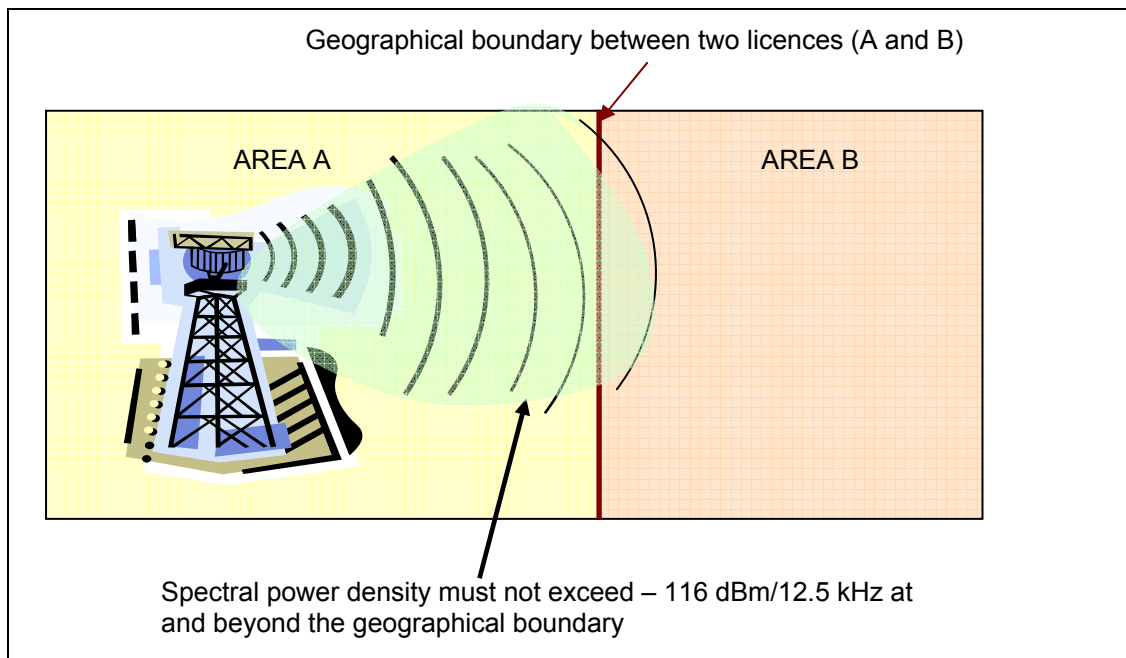 Geographical boundary between two licences (A and B)
AREA A
AREA B
Spectral power density must not exceed – 116 dBm/12.5 kHz at
and beyond the geographical boundary